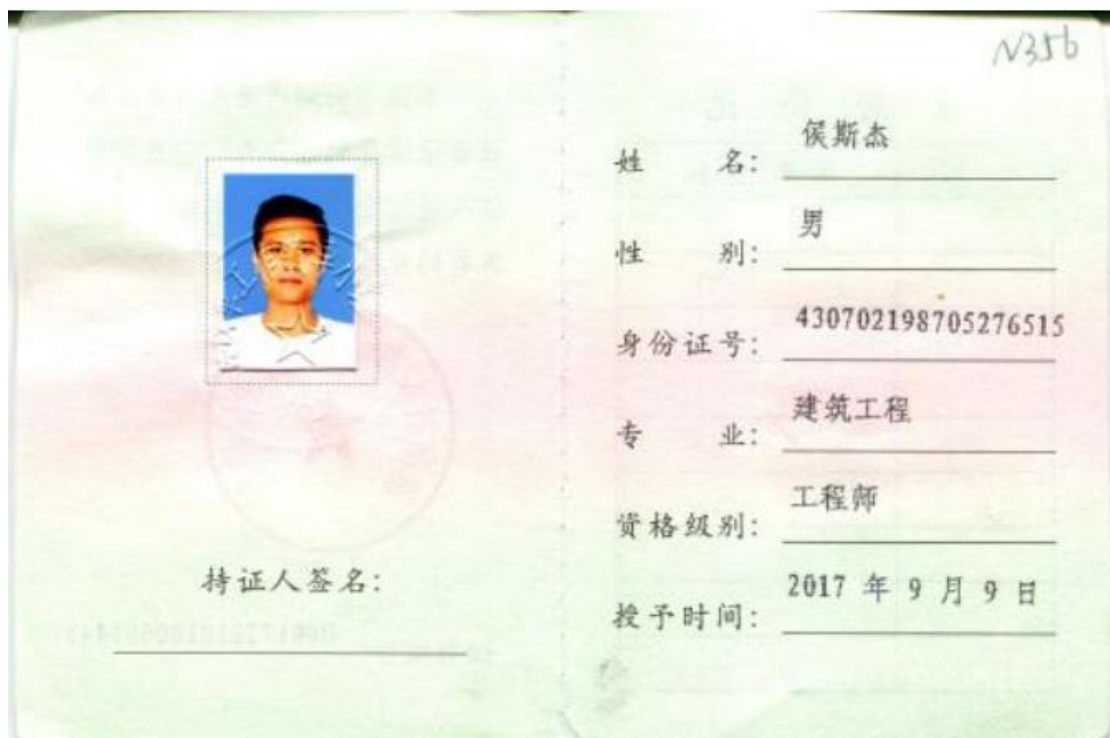 N356
姓 名: 侯斯杰
性 别: 男
身份证号: 430702198705276515
专 业: 建筑工程
资格级别: 工程师
授予时间: 2017 年 9 月 9 日
持证人签名: